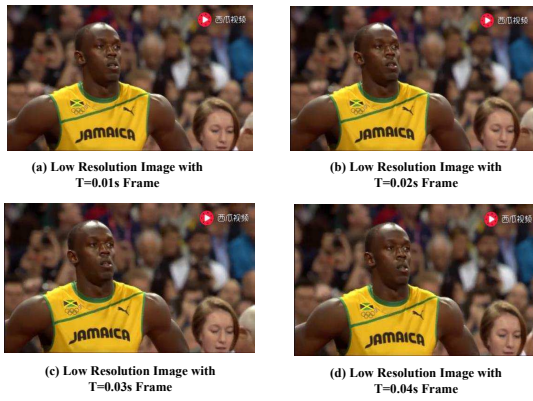 西瓜视频
JAMAICA
(a) Low Resolution Image with
T=0.01s Frame
西瓜视频
JAMAICA
(b) Low Resolution Image with
T=0.02s Frame
西瓜视频
JAMAICA
(c) Low Resolution Image with
T=0.03s Frame
西瓜视频
JAMAICA
(d) Low Resolution Image with
T=0.04s Frame